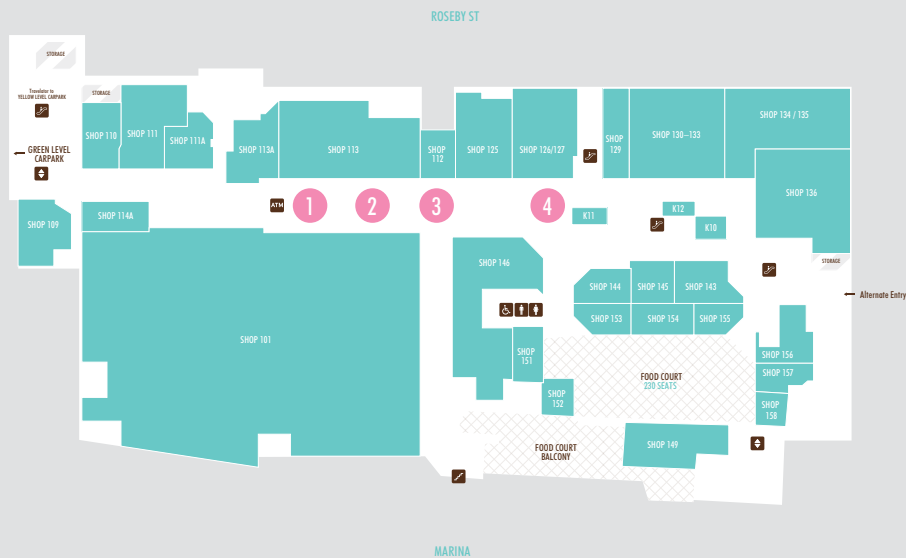 ROSEBY ST
STORAGE
Travelator to
YELLOW LEVEL CARPARK
GREEN LEVEL
CARPARK
STORAGE
SHOP 110
SHOP 111
SHOP 111A
SHOP 113A
SHOP 113
SHOP
112
SHOP 125
SHOP 126/127
SHOP
129
SHOP 130–133
SHOP 134 / 135
SHOP 136
STORAGE
SHOP 109
SHOP 114A
ATM
1
2
3
4
K11
K12
K10
Alternate Entry
SHOP 101
SHOP 146
SHOP
151
SHOP
152
SHOP 144
SHOP 145
SHOP 143
SHOP 153
SHOP 154
SHOP 155
FOOD COURT
230 SEATS
SHOP 156
SHOP 157
SHOP
158
SHOP 149
FOOD COURT
BALCONY
MARINA